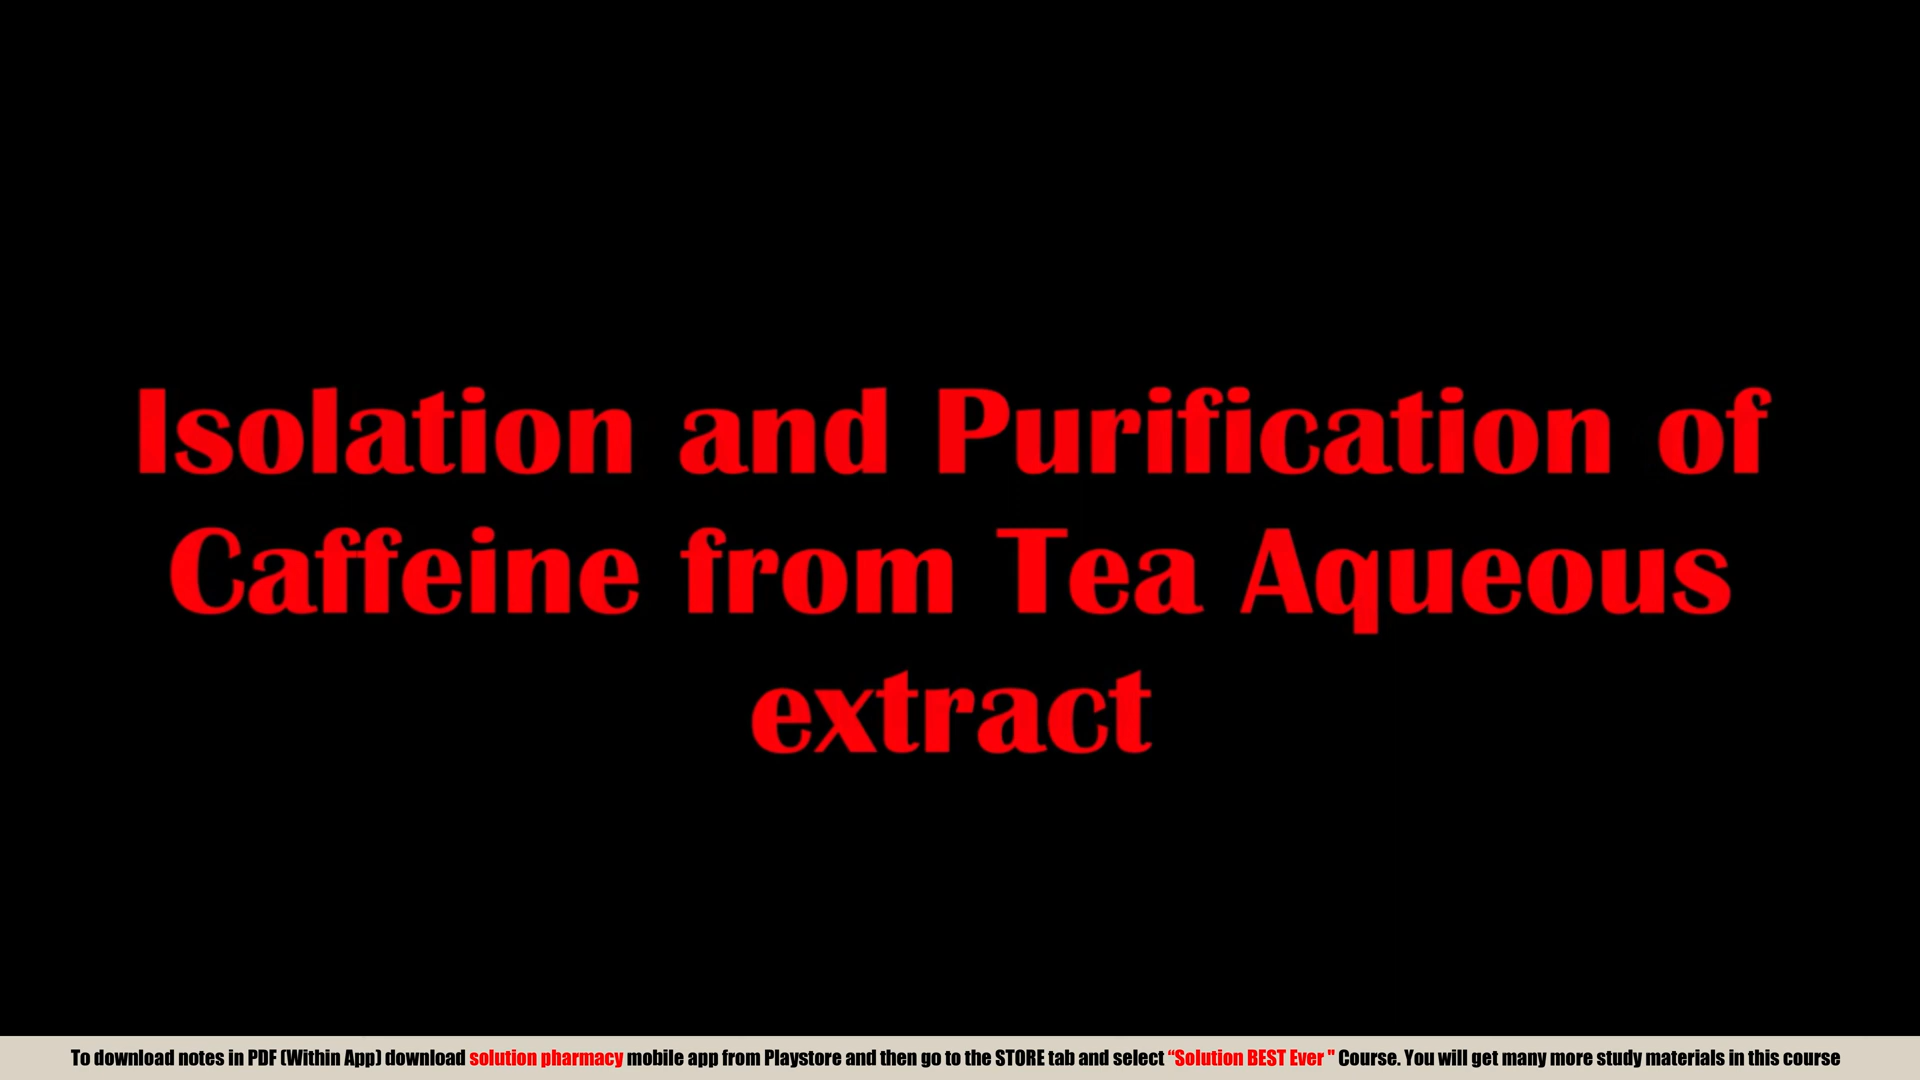 Isolation and Purification of
Caffeine from Tea Aqueous
extract
To download notes in PDF (Within App) download solution pharmacy mobile app from Playstore and then go to the STORE tab and select “Solution BEST Ever " Course. You will get many more study materials in this course